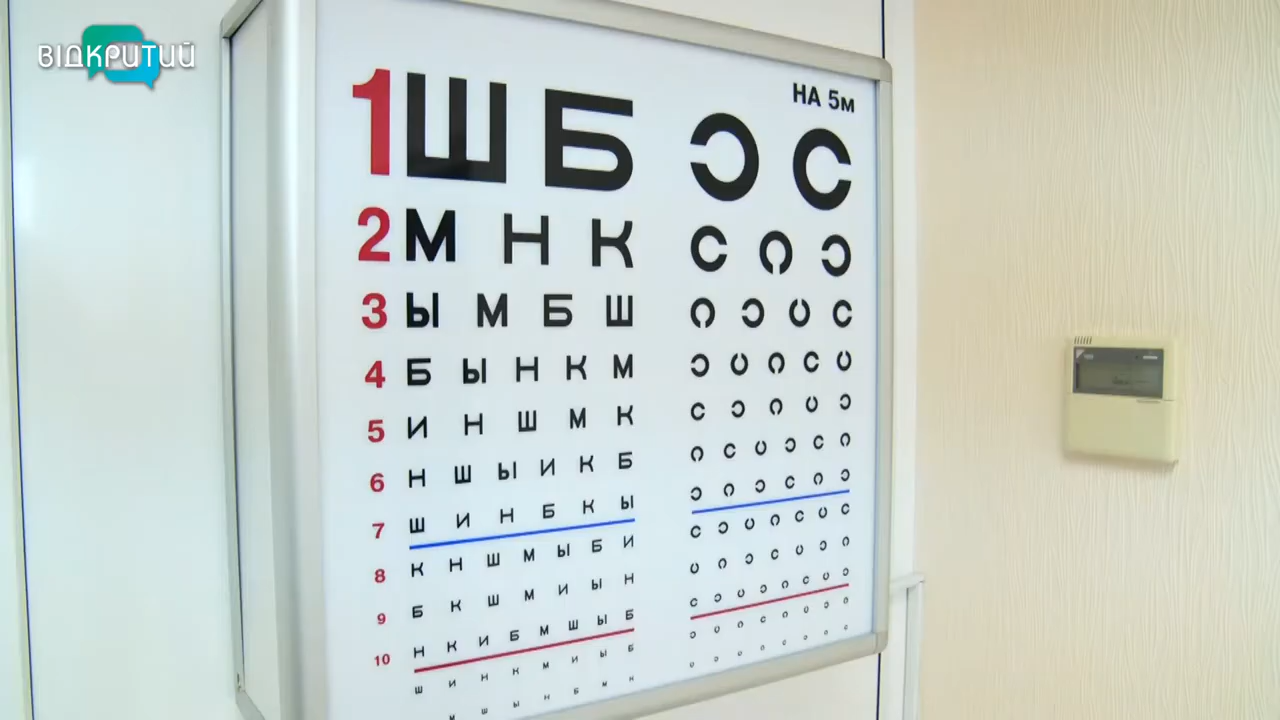 ВІДКРИТИЙ
НА 5м
1 Ш Б
2 М Н К
3 Ы М Б Ш
4 Б Ы Н К М
5 И Н Ш М К
6 Н Ш Ы И К Б
7 Ш И Н Б К Ы
8 К Н Ш М Ы Б И
9 Б К Ш М И Ы Н
10 Н К И Б М Ш Ы Б
Ш И Н К М И Ы Б